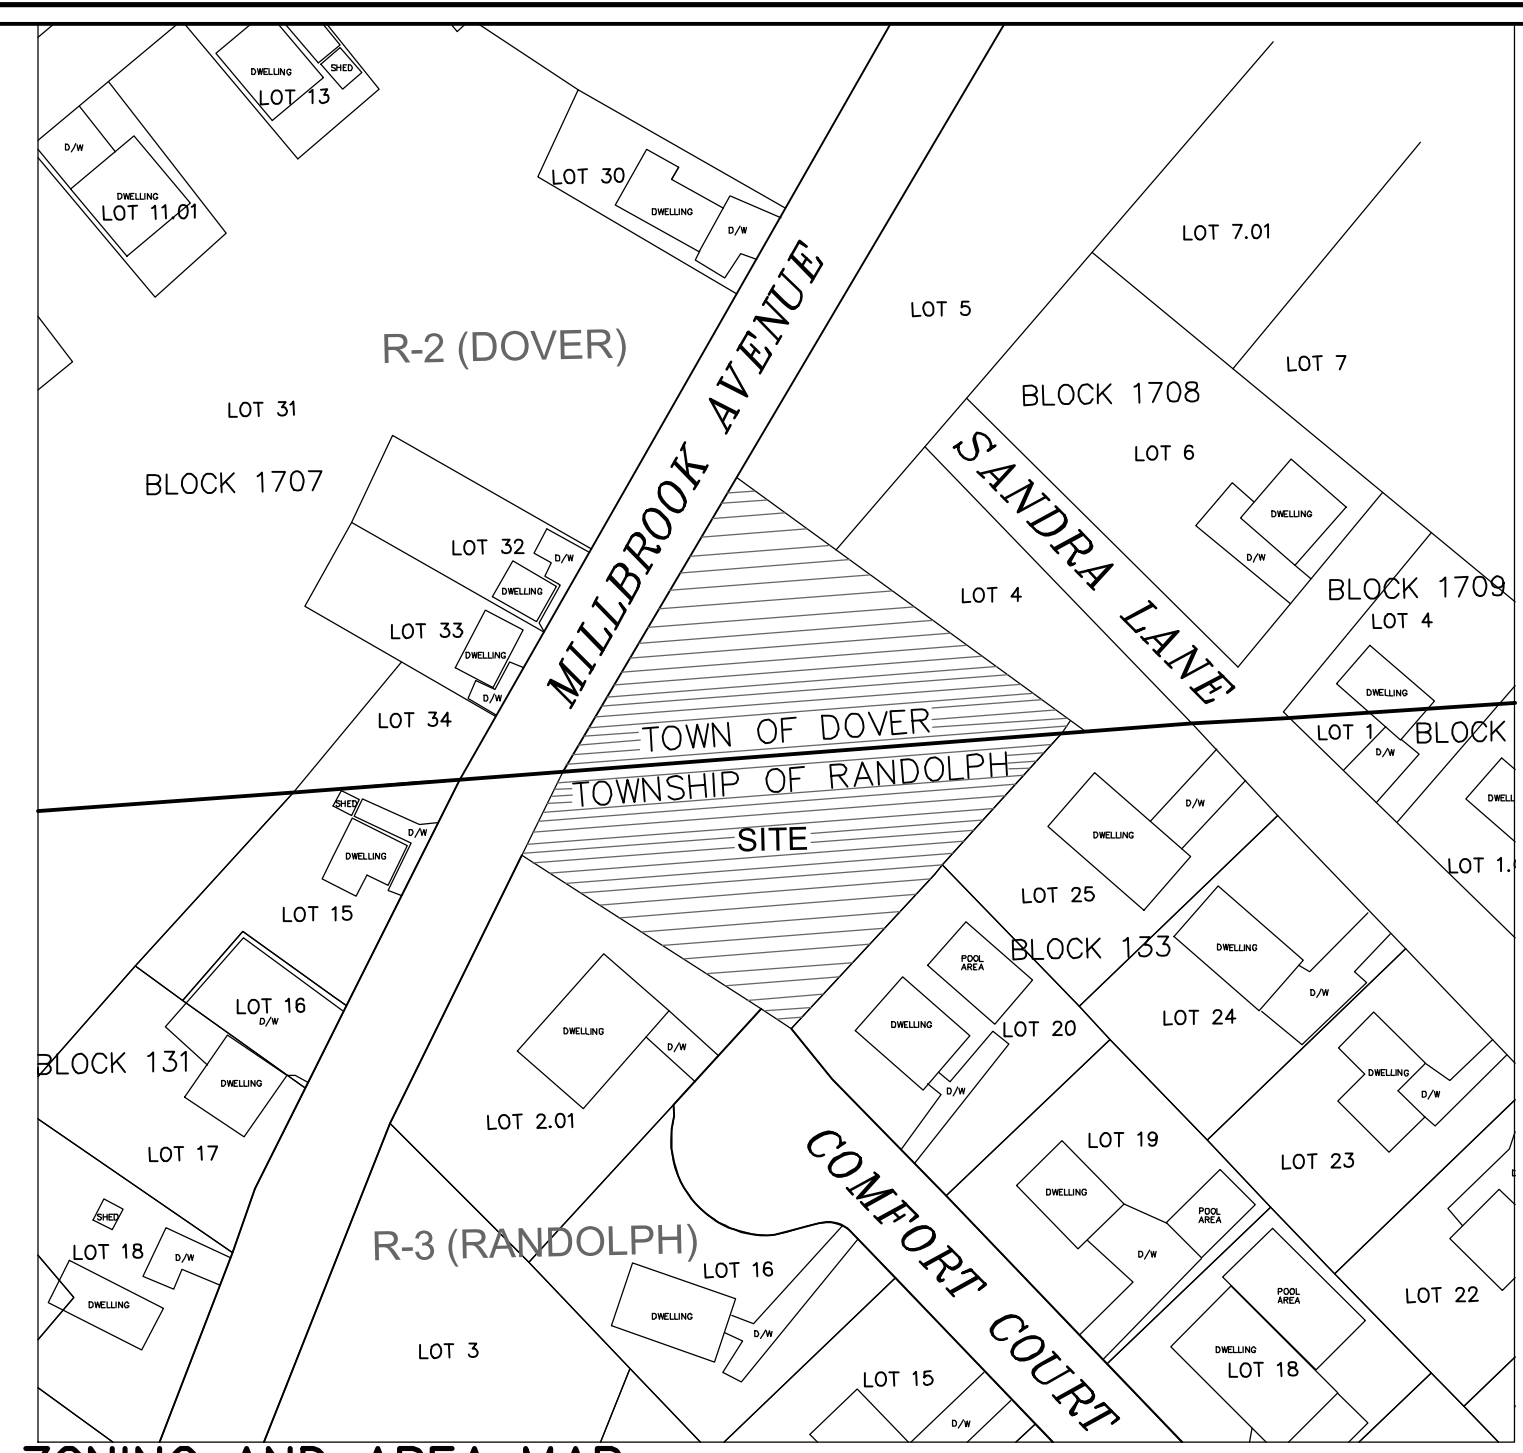 DWELLING
SHED
LOT 13
D/W
DWELLING
LOT 11.01
LOT 30
DWELLING
D/W
LOT 7.01
LOT 5
R-2 (DOVER)
MILLBROOK AVENUE
LOT 7
BLOCK 1708
LOT 31
LOT 6
BLOCK 1707
SANDRA LANE
DWELLING
D/W
LOT 32
D/W
DWELLING
LOT 4
BLOCK 1709
LOT 4
LOT 33
DWELLING
D/W
DWELLING
LOT 34
TOWN OF DOVER
TOWNSHIP OF RANDOLPH
SITE
LOT 1
BLOCK
D/W
SHED
D/W
DWELLING
D/W
DWELLING
LOT 15
LOT 25
BLOCK 133
DWELLING
POOL
AREA
LOT 16
D/W
D/W
LOT 24
DWELLING
LOT 20
DWELLING
D/W
BLOCK 131
DWELLING
D/W
DWELLING
D/W
LOT 2.01
LOT 17
COMFORT COURT
LOT 19
LOT 23
DWELLING
POOL
AREA
D/W
SHED
LOT 18
D/W
DWELLING
R-3 (RANDOLPH)
LOT 16
DWELLING
D/W
POOL
AREA
LOT 22
DWELLING
LOT 18
LOT 3
LOT 15
D/W
ZONING AND AREA MAP